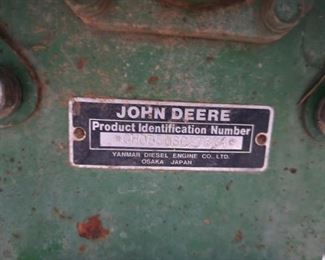 JOHN DEERE
Product Identification Number
YANMAR DIESEL ENGINE CO., LTD.
OSAKA JAPAN